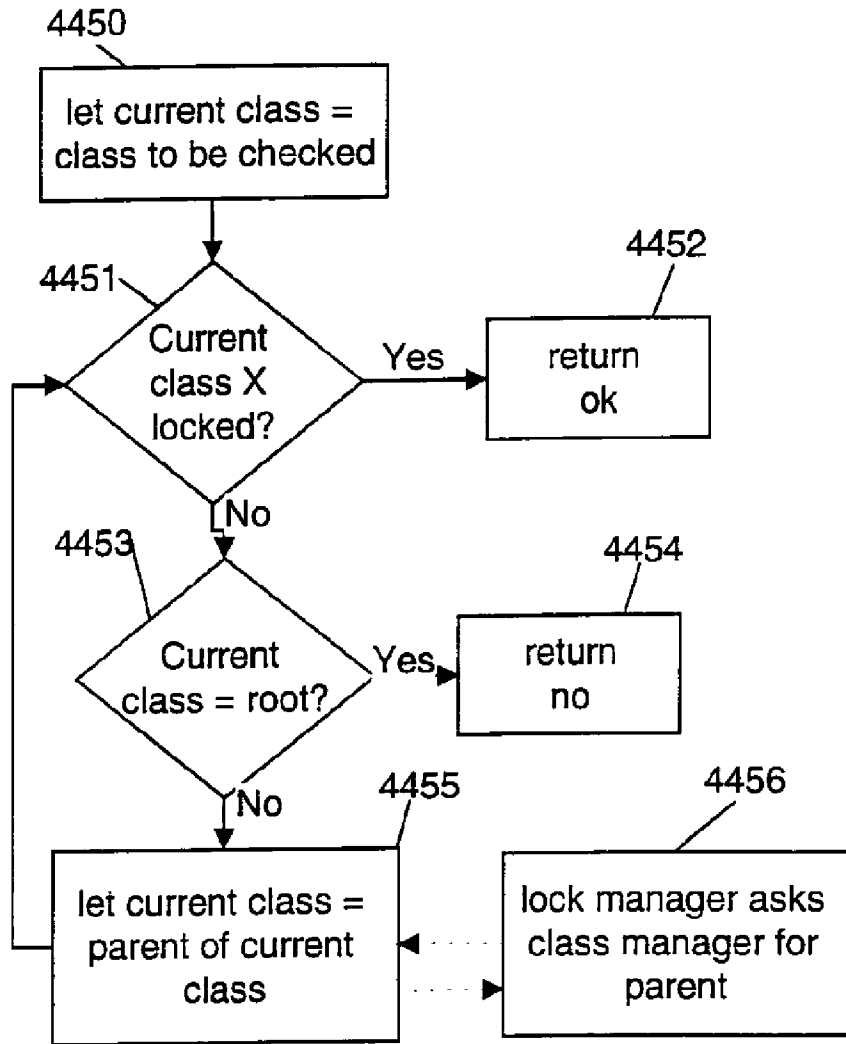 4450
let current class =
class to be checked
4451
Current
class X
locked?
Yes
4452
return
ok
No
4453
Current
class = root?
Yes
4454
return
no
No
4455
let current class =
parent of current
class
4456
lock manager asks
class manager for
parent